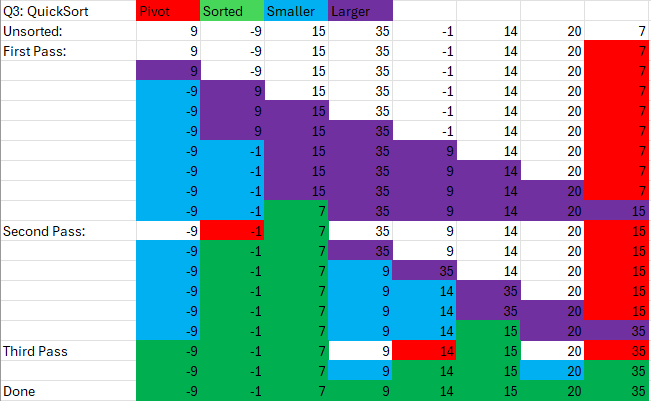 Q3: QuickSort Pivot Sorted Smaller Larger
Unsorted: 9 -9 15 35 -1 14 20 7
First Pass: 9 -9 15 35 -1 14 20 7
9 -9 15 35 -1 14 20 7
-9 9 15 35 -1 14 20 7
-9 9 15 35 -1 14 20 7
-9 9 15 35 -1 14 20 7
-9 -1 15 35 9 14 20 7
-9 -1 15 35 9 14 20 7
-9 -1 15 35 9 14 20 7
-9 -1 7 35 9 14 20 15
Second Pass: -9 -1 7 35 9 14 20 15
-9 -1 7 35 9 14 20 15
-9 -1 7 9 35 14 20 15
-9 -1 7 9 14 35 20 15
-9 -1 7 9 14 35 20 15
-9 -1 7 9 14 15 20 35
Third Pass -9 -1 7 9 14 15 20 35
-9 -1 7 9 14 15 20 35
Done -9 -1 7 9 14 15 20 35